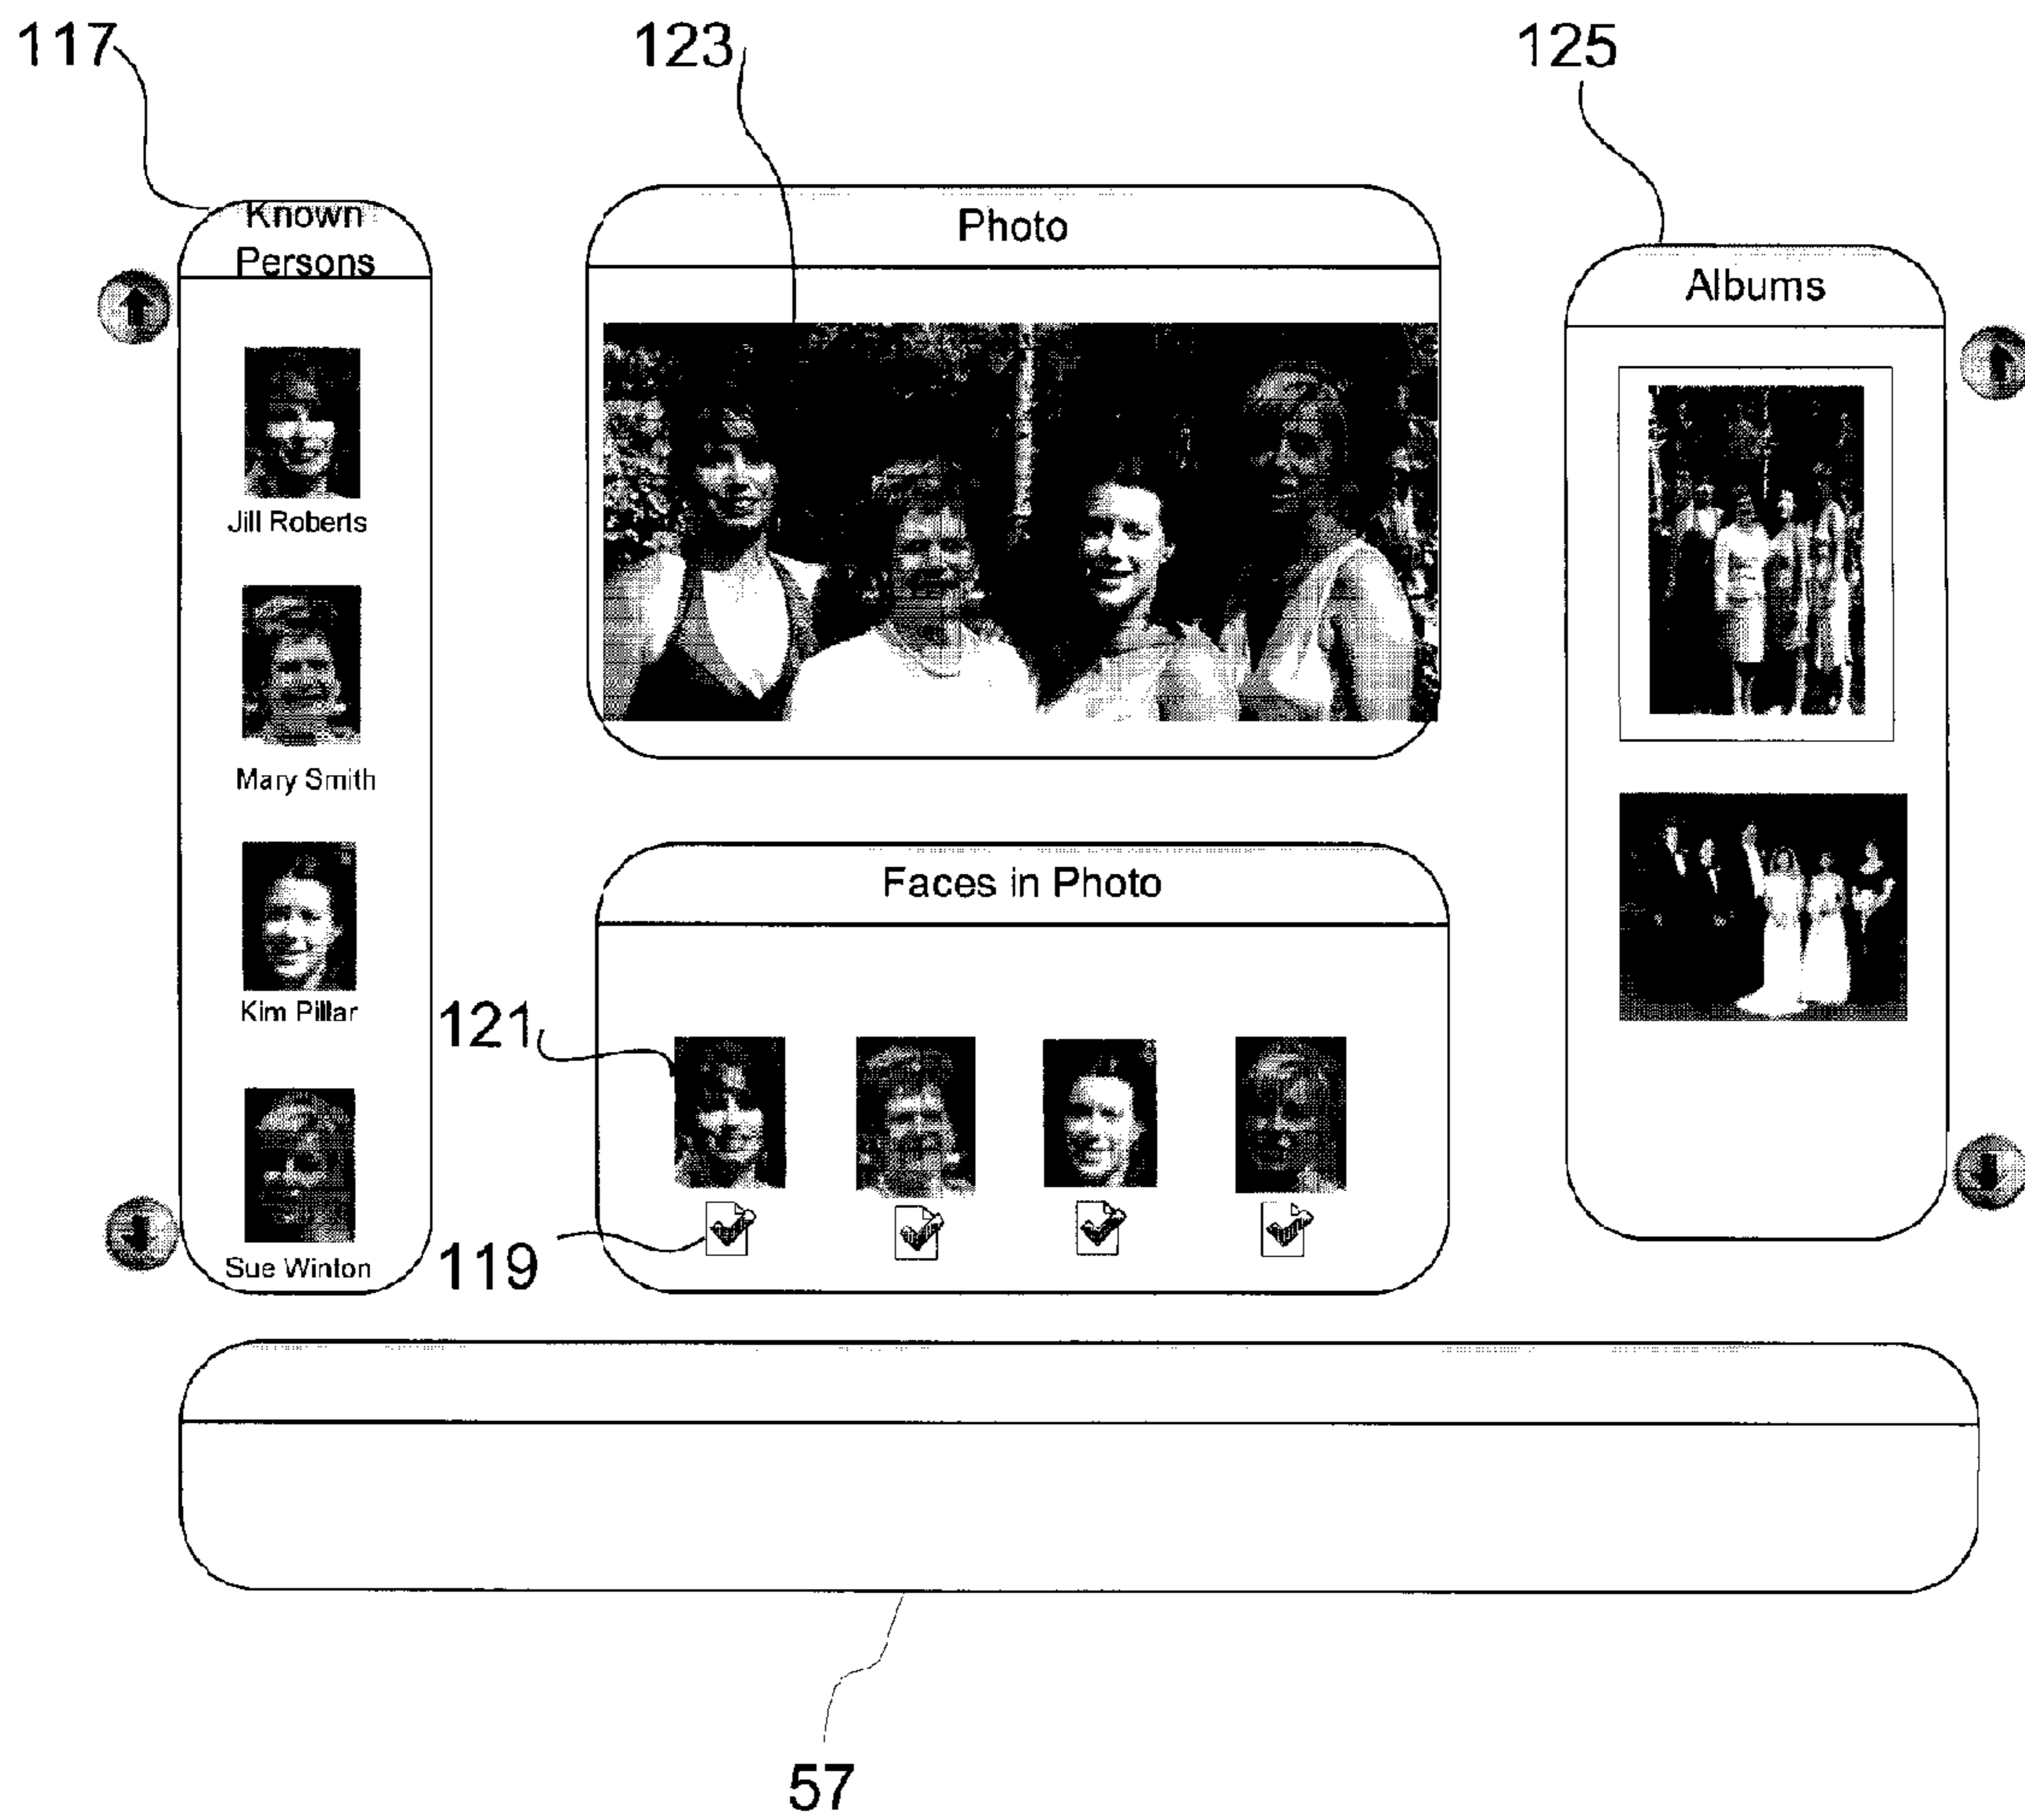 117
123
125
Known
Persons
Photo
Albums
Jill Roberts
Mary Smith
Kim Pillar
Sue Winton
Faces in Photo
121
119
57